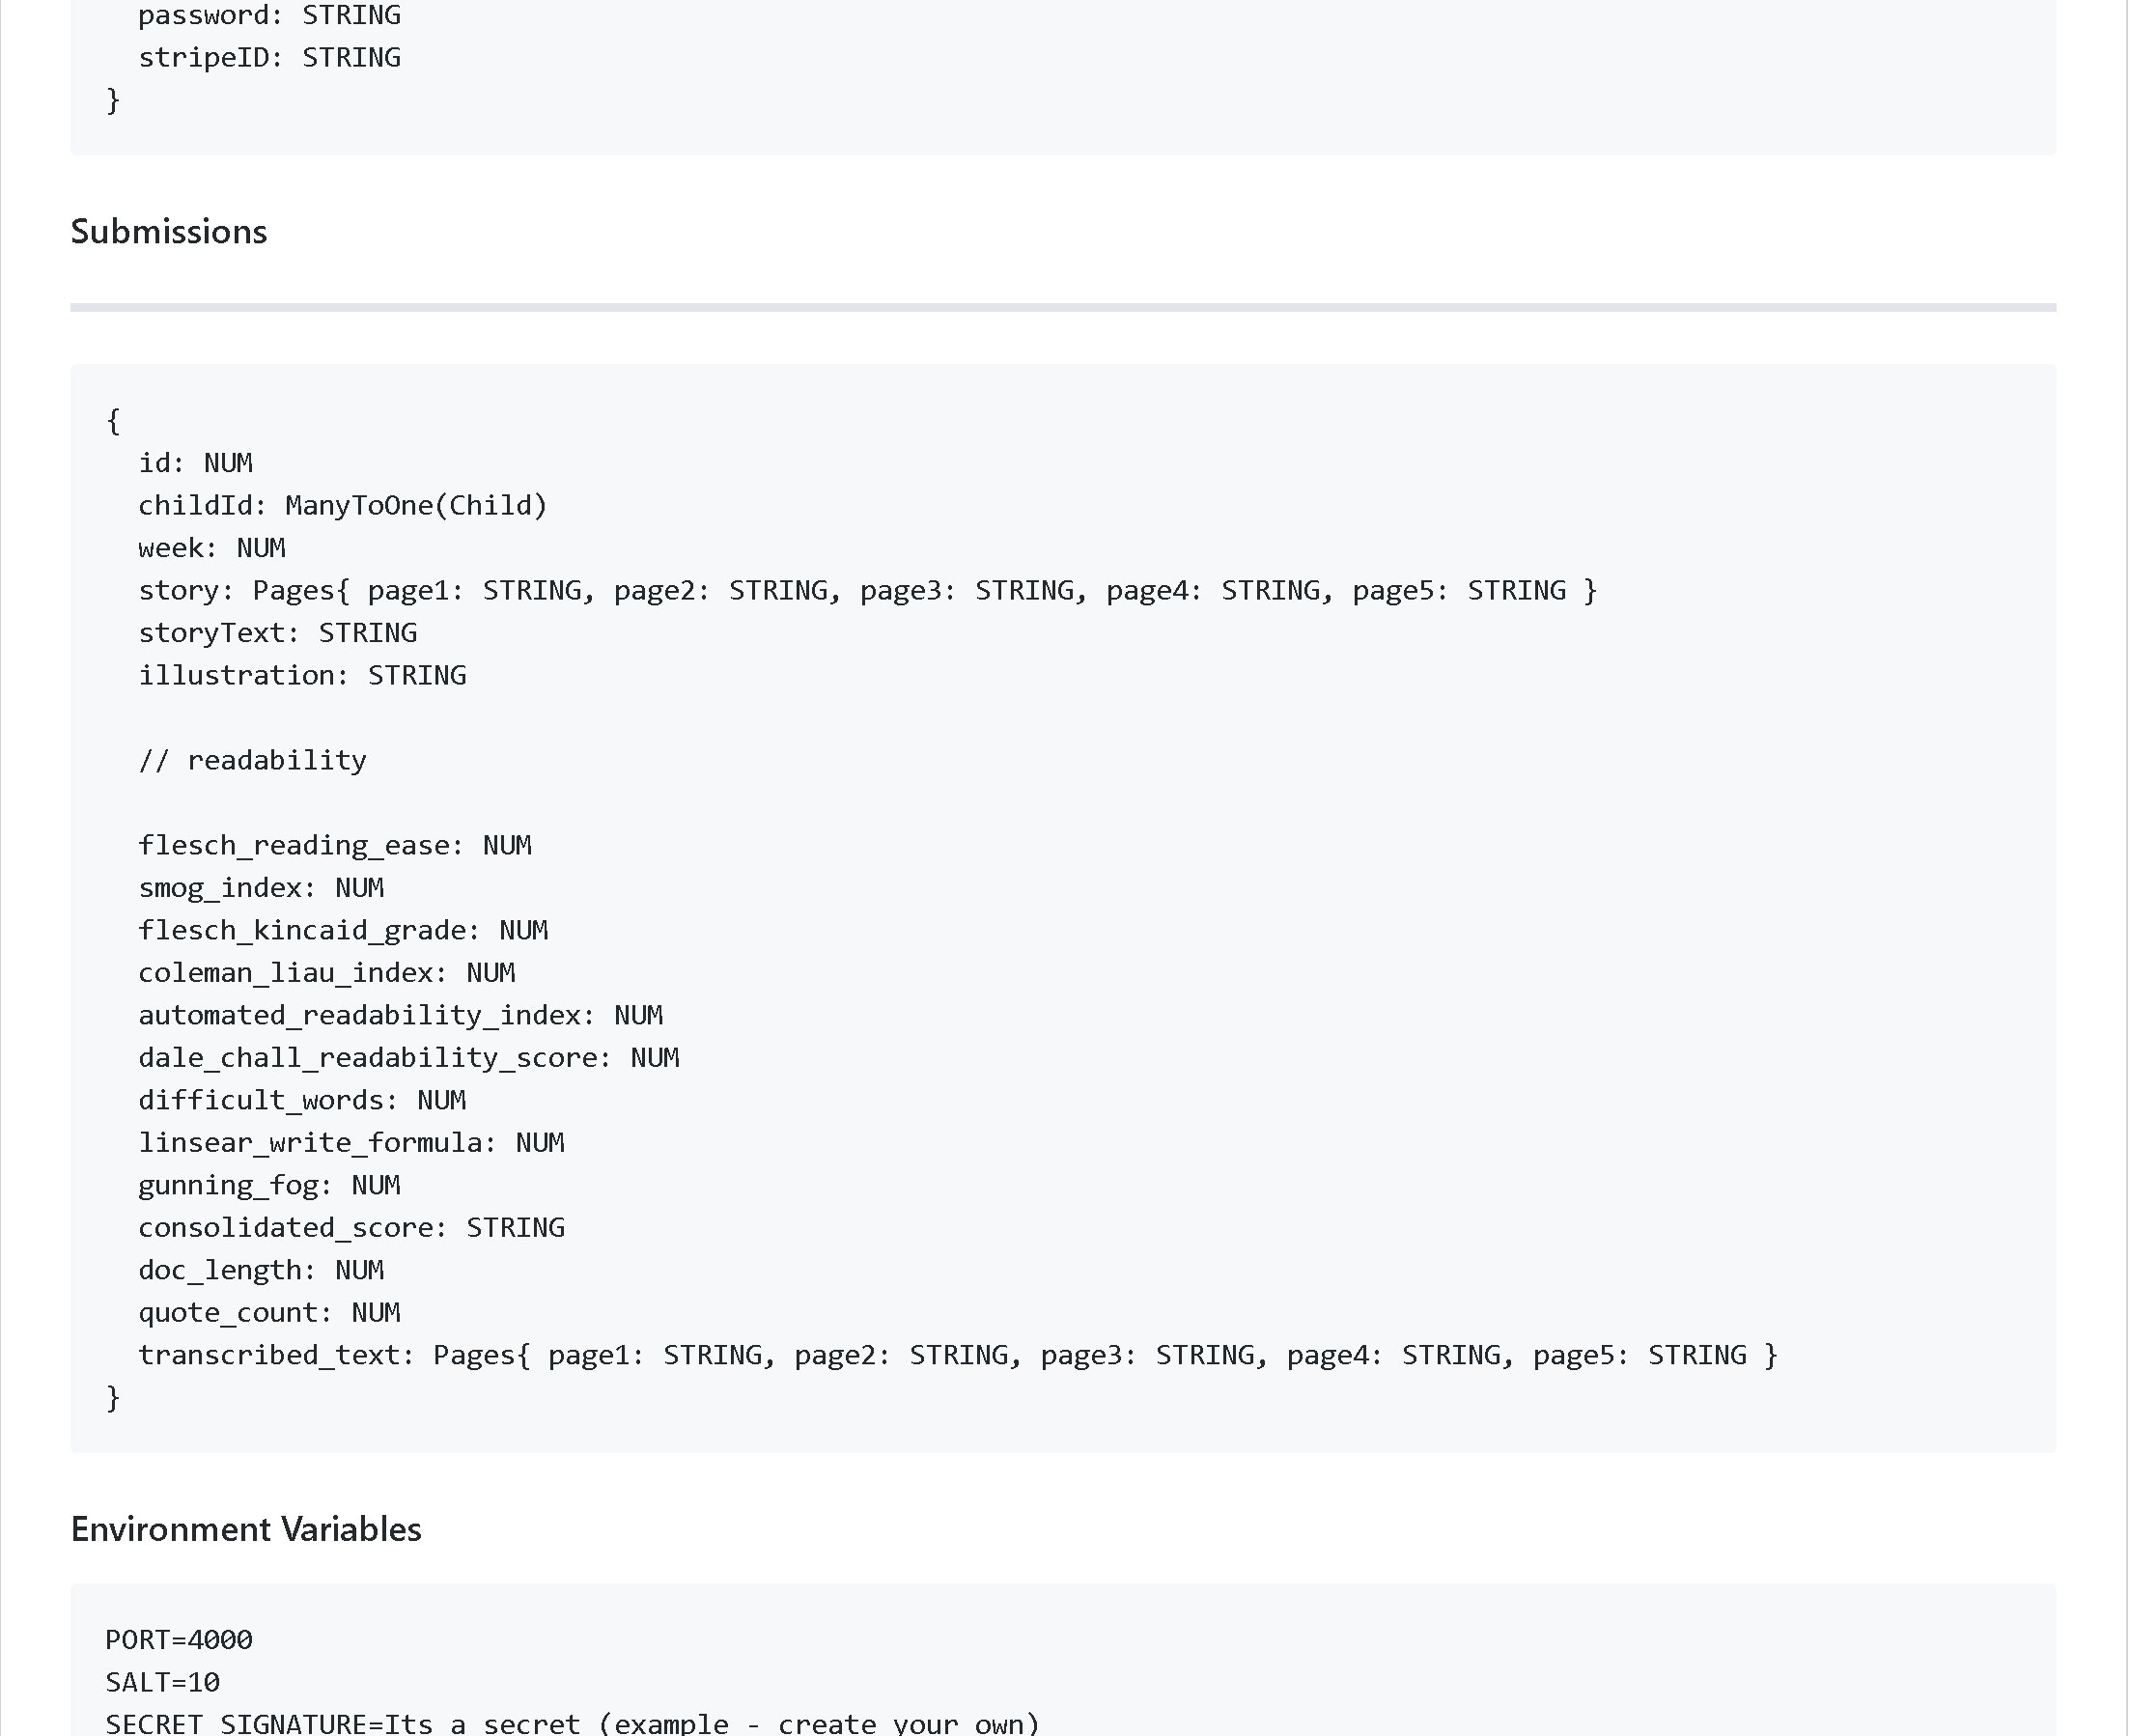 password: STRING
stripeID: STRING
}
Submissions
{
id: NUM
childId: ManyToOne(Child)
week: NUM
story: Pages{ page1: STRING, page2: STRING, page3: STRING, page4: STRING, page5: STRING }
storyText: STRING
illustration: STRING
// readability
flesch_reading_ease: NUM
smog_index: NUM
flesch_kincaid_grade: NUM
coleman_liau_index: NUM
automated_readability_index: NUM
dale_chall_readability_score: NUM
difficult_words: NUM
linsear_write_formula: NUM
gunning_fog: NUM
consolidated_score: STRING
doc_length: NUM
quote_count: NUM
transcribed_text: Pages{ page1: STRING, page2: STRING, page3: STRING, page4: STRING, page5: STRING }
}
Environment Variables
PORT=4000
SALT=10
SECRET_SIGNATURE=Its a secret (example - create your own)